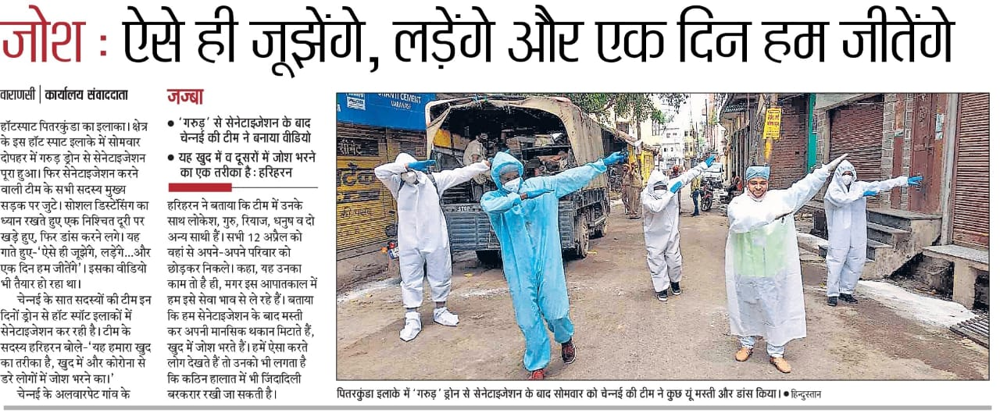 जोश : ऐसे ही जूझेंगे, लड़ेंगे और एक दिन हम जीतेंगे
वाराणसी | कार्यालय संवाददाता
हॉटस्पाट पितरकुंडा का इलाका। क्षेत्र
के इस हॉट स्पाट इलाके में सोमवार
दोपहर में गरुड़ ड्रोन से सेनेटाइजेशन
पूरा हुआ। फिर सेनेटाइजेशन करने
वाली टीम के सभी सदस्य मुख्य
सड़क पर जुटे। सोशल डिस्टेंसिंग का
ध्यान रखते हुए एक निश्चित दूरी पर
खड़े हुए, फिर डांस करने लगे। यह
गाते हुए-‘ऐसे ही जूझेंगे, लड़ेंगे...और
एक दिन हम जीतेंगे’। इसका वीडियो
भी तैयार हो रहा था।
चेन्नई के सात सदस्यों की टीम इन
दिनों ड्रोन से हॉट स्पॉट इलाकों में
सेनेटाइजेशन कर रही है। टीम के
सदस्य हरिहरन बोले-‘यह हमारा खुद
का तरीका है, खुद में और कोरोना से
डरे लोगों में जोश भरने का।’
चेन्नई के अलवारपेट गांव के
जज्बा
● ‘गरुड़’ से सेनेटाइजेशन के बाद
चेन्नई की टीम ने बनाया वीडियो
● यह खुद में व दूसरों में जोश भरने
का एक तरीका है : हरिहरन
हरिहरन ने बताया कि टीम में उनके
साथ लोकेश, गुरु, रियाज, धनुष व दो
अन्य साथी हैं। सभी 12 अप्रैल को
वहां से अपने-अपने परिवार को
छोड़कर निकले। कहा, यह उनका
काम तो है ही, मगर इस आपातकाल में
हम इसे सेवा भाव से ले रहे हैं। बताया
कि हम सेनेटाइजेशन के बाद मस्ती
कर अपनी मानसिक थकान मिटाते हैं,
खुद में जोश भरते हैं। हमें ऐसा करते
लोग देखते हैं तो उनको भी लगता है
कि कठिन हालात में भी जिंदादिली
बरकरार रखी जा सकती है।
CEMENT
VARANASI
STOP
पितरकुंडा इलाके में ‘गरुड़’ ड्रोन से सेनेटाइजेशन के बाद सोमवार को चेन्नई की टीम ने कुछ यूं मस्ती और डांस किया। ● हिन्दुस्तान